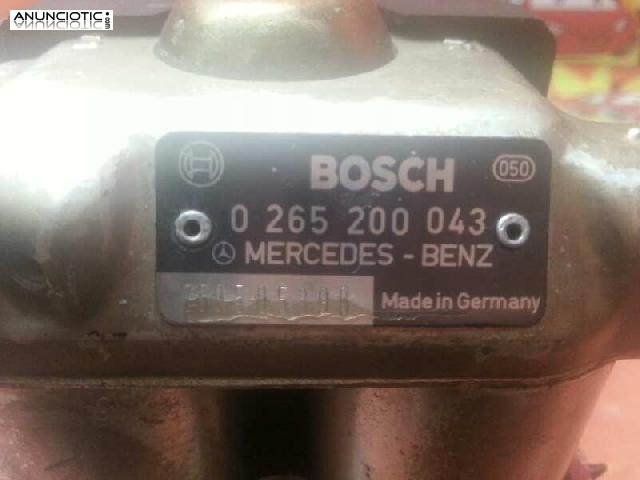 ANUNCIOTIC
BOSCH
050
0 265 200 043
MERCEDES - BENZ
Made in Germany